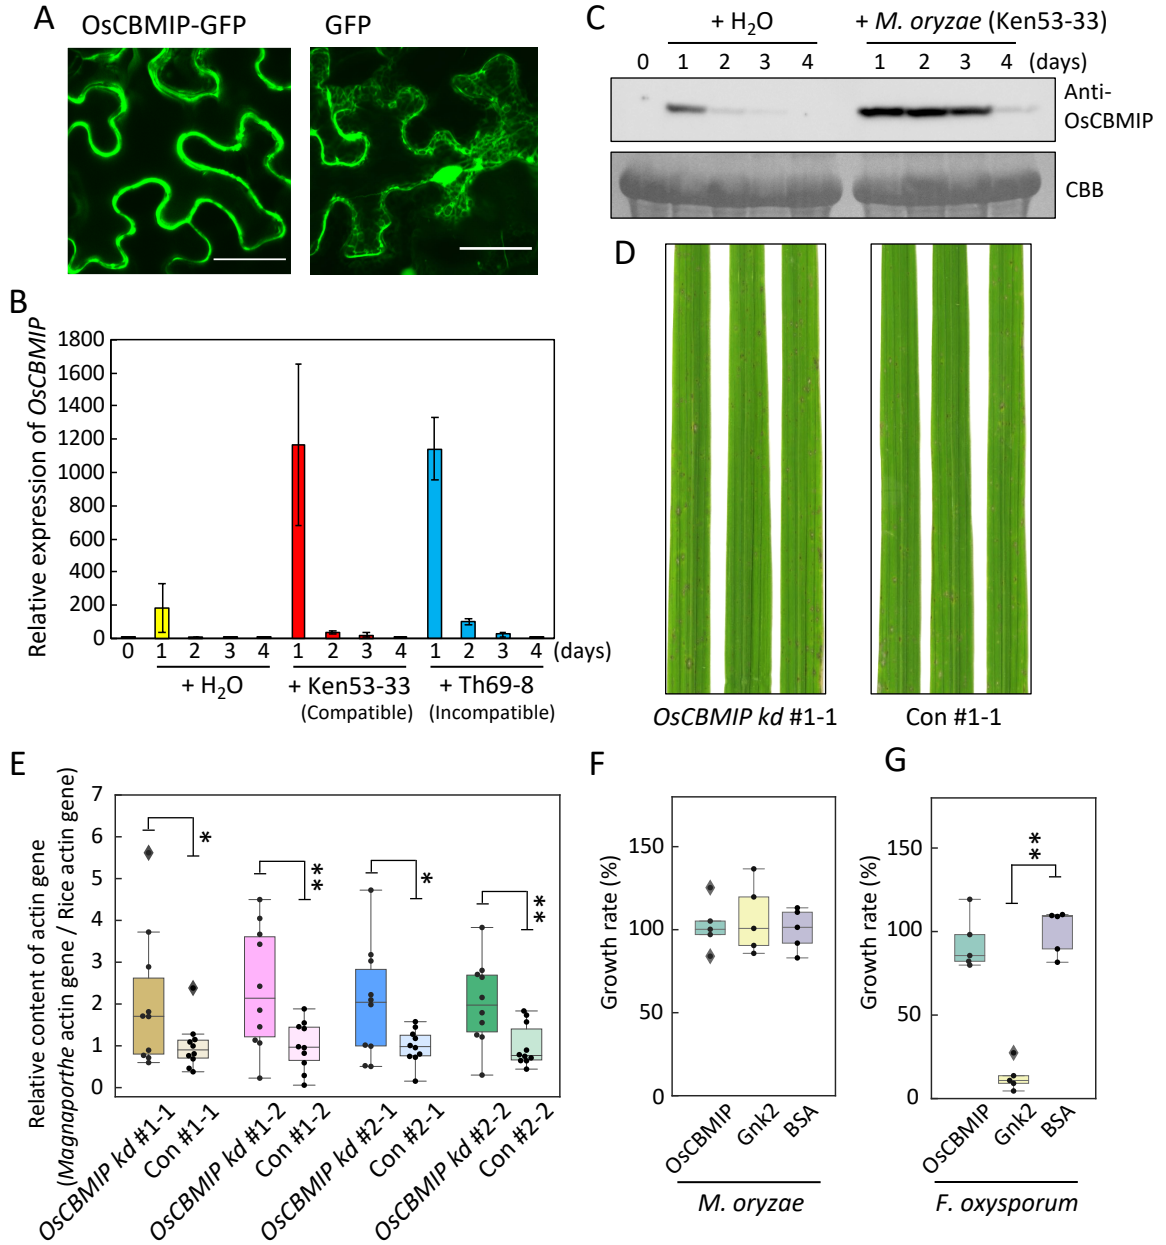 A
OsCBMIP-GFP
GFP
B
Relative expression of OsCBMIP
1800
1600
1400
1200
1000
800
600
400
200
0
0 1 2 3 4 1 2 3 4 1 2 3 4 (days)
+ H2O
+ Ken53-33
(Compatible)
+ Th69-8
(Incompatible)
C
+ H2O
+ M. oryzae (Ken53-33)
0 1 2 3 4 1 2 3 4 (days)
Anti-
OsCBMIP
CBB
D
OsCBMIP kd #1-1
Con #1-1
E
Relative content of actin gene
(Magnaporthe actin gene / Rice actin gene)
7
6
5
4
3
2
1
0
*
**
*
**
OsCBMIP kd #1-1
Con #1-1
OsCBMIP kd #1-2
Con #1-2
OsCBMIP kd #2-1
Con #2-1
OsCBMIP kd #2-2
Con #2-2
F
Growth rate (%)
150
100
50
0
OsCBMIP
Gnk2
BSA
M. oryzae
G
Growth rate (%)
150
100
50
0
**
OsCBMIP
Gnk2
BSA
F. oxysporum